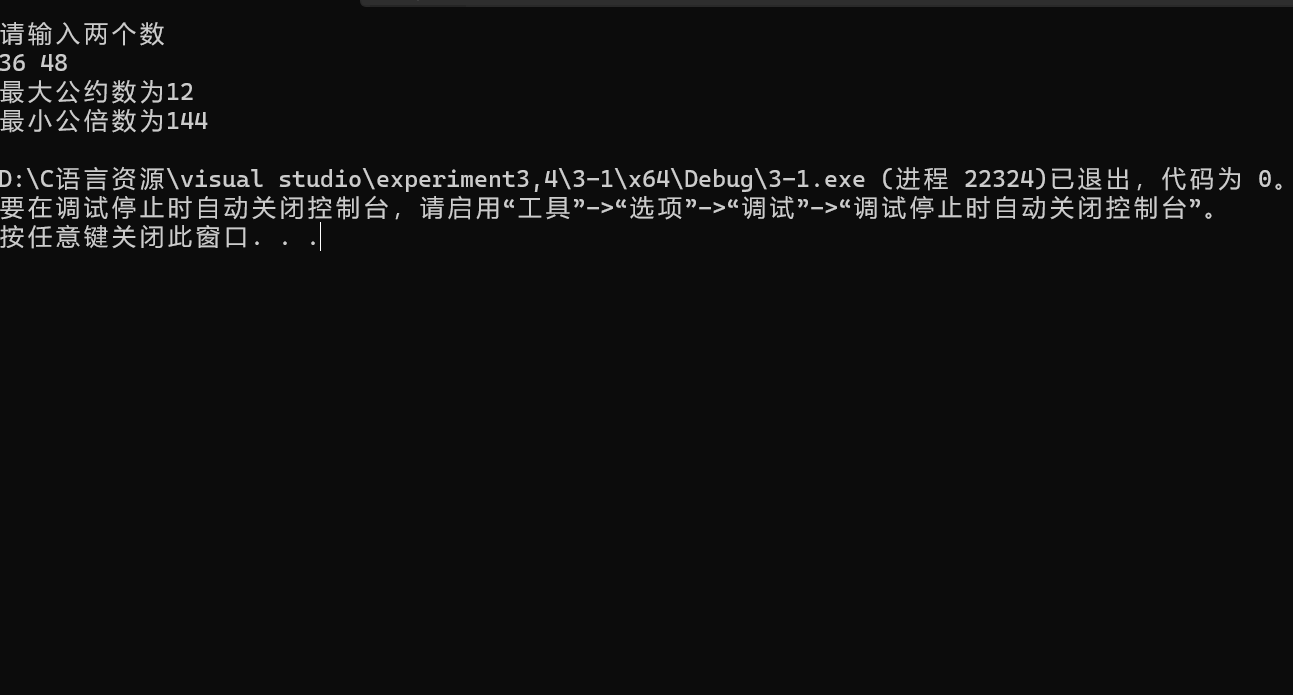 请输入两个数
36 48
最大公约数为12
最小公倍数为144
D:\C语言资源\visual studio\experiment3,4\3-1\x64\Debug\3-1.exe (进程 22324)已退出，代码为 0。
要在调试停止时自动关闭控制台，请启用“工具”->“选项”->“调试”->“调试停止时自动关闭控制台”。
按任意键关闭此窗口. . .